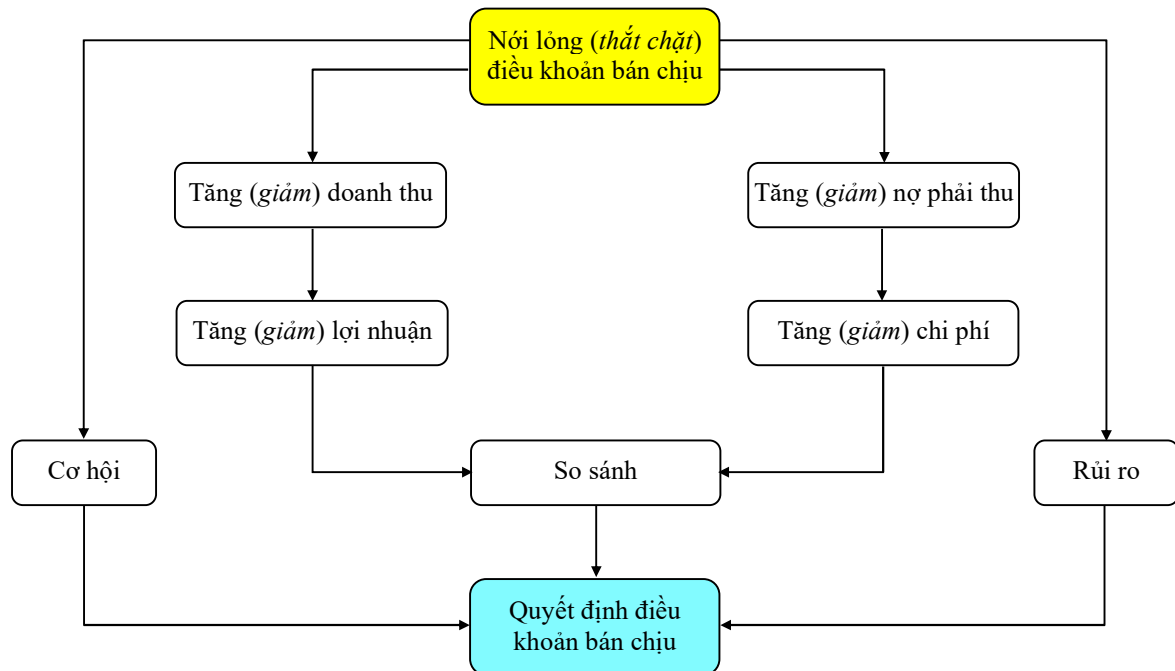 Nới lỏng (thắt chặt)
điều khoản bán chịu
Tăng (giảm) doanh thu
Tăng (giảm) nợ phải thu
Tăng (giảm) lợi nhuận
Tăng (giảm) chi phí
Cơ hội
So sánh
Rủi ro
Quyết định điều
khoản bán chịu